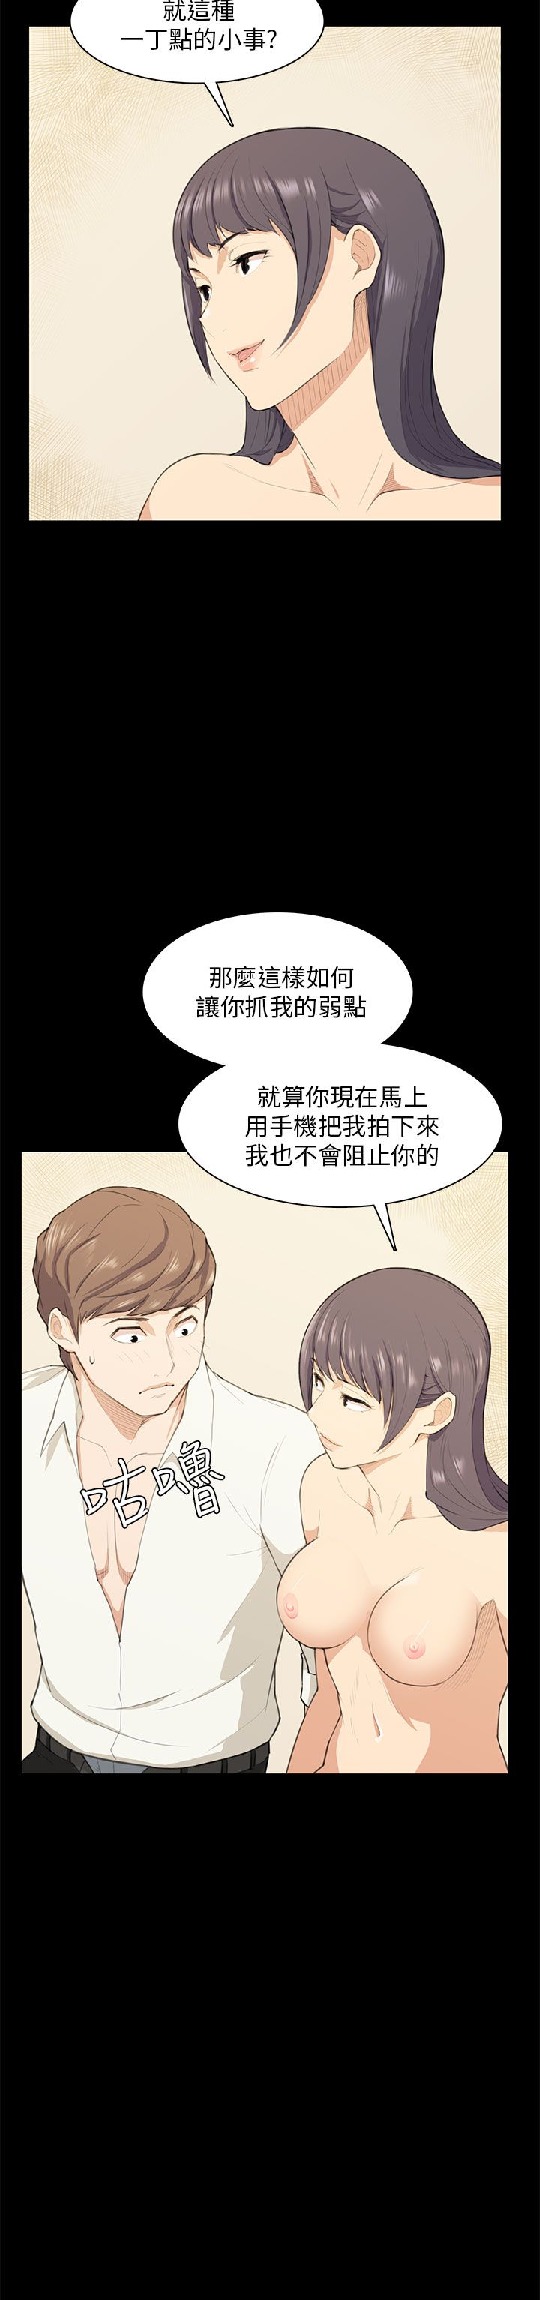 就這種
一丁點的小事?
那麼這樣如何
讓你抓我的弱點
就算你現在馬上
用手機把我拍下來
我也不會阻止你的
咕嚕